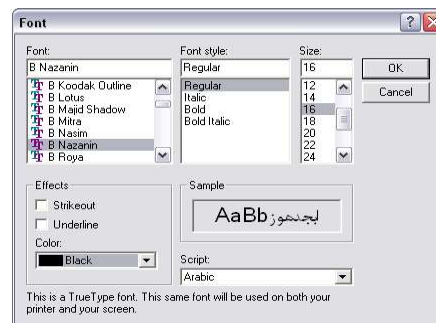 Font
Font:
B Nazanin
B Koodak Outline
B Lotus
B Majid Shadow
B Mitra
B Nasim
B Nazanin
B Roya
Font style:
Regular
Regular
Italic
Bold
Bold Italic
Size:
16
12
14
16
18
20
22
24
OK
Cancel
Effects
Strikeout
Underline
Color:
Black
Sample
AaBb ابجدهوز
Script:
Arabic
This is a TrueType font. This same font will be used on both your
printer and your screen.